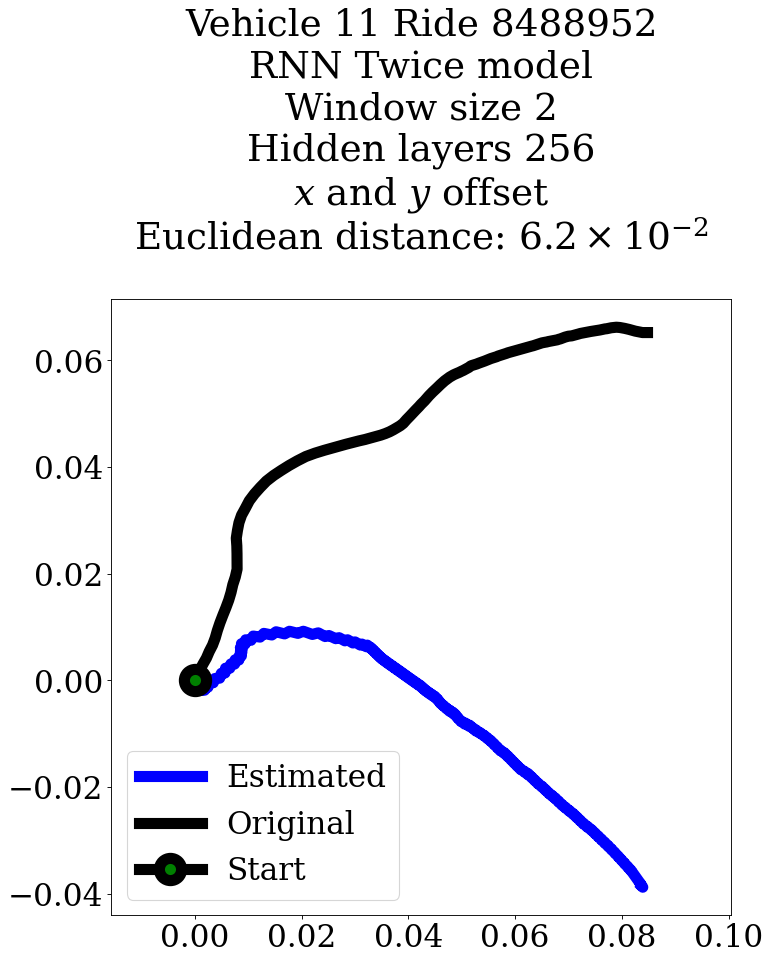 Vehicle 11 Ride 8488952
RNN Twice model
Window size 2
Hidden layers 256
x and y offset
Euclidean distance: 6.2 × 10⁻²
0.06
0.04
0.02
0.00
−0.02
−0.04
Estimated
Original
Start
0.00 0.02 0.04 0.06 0.08 0.10